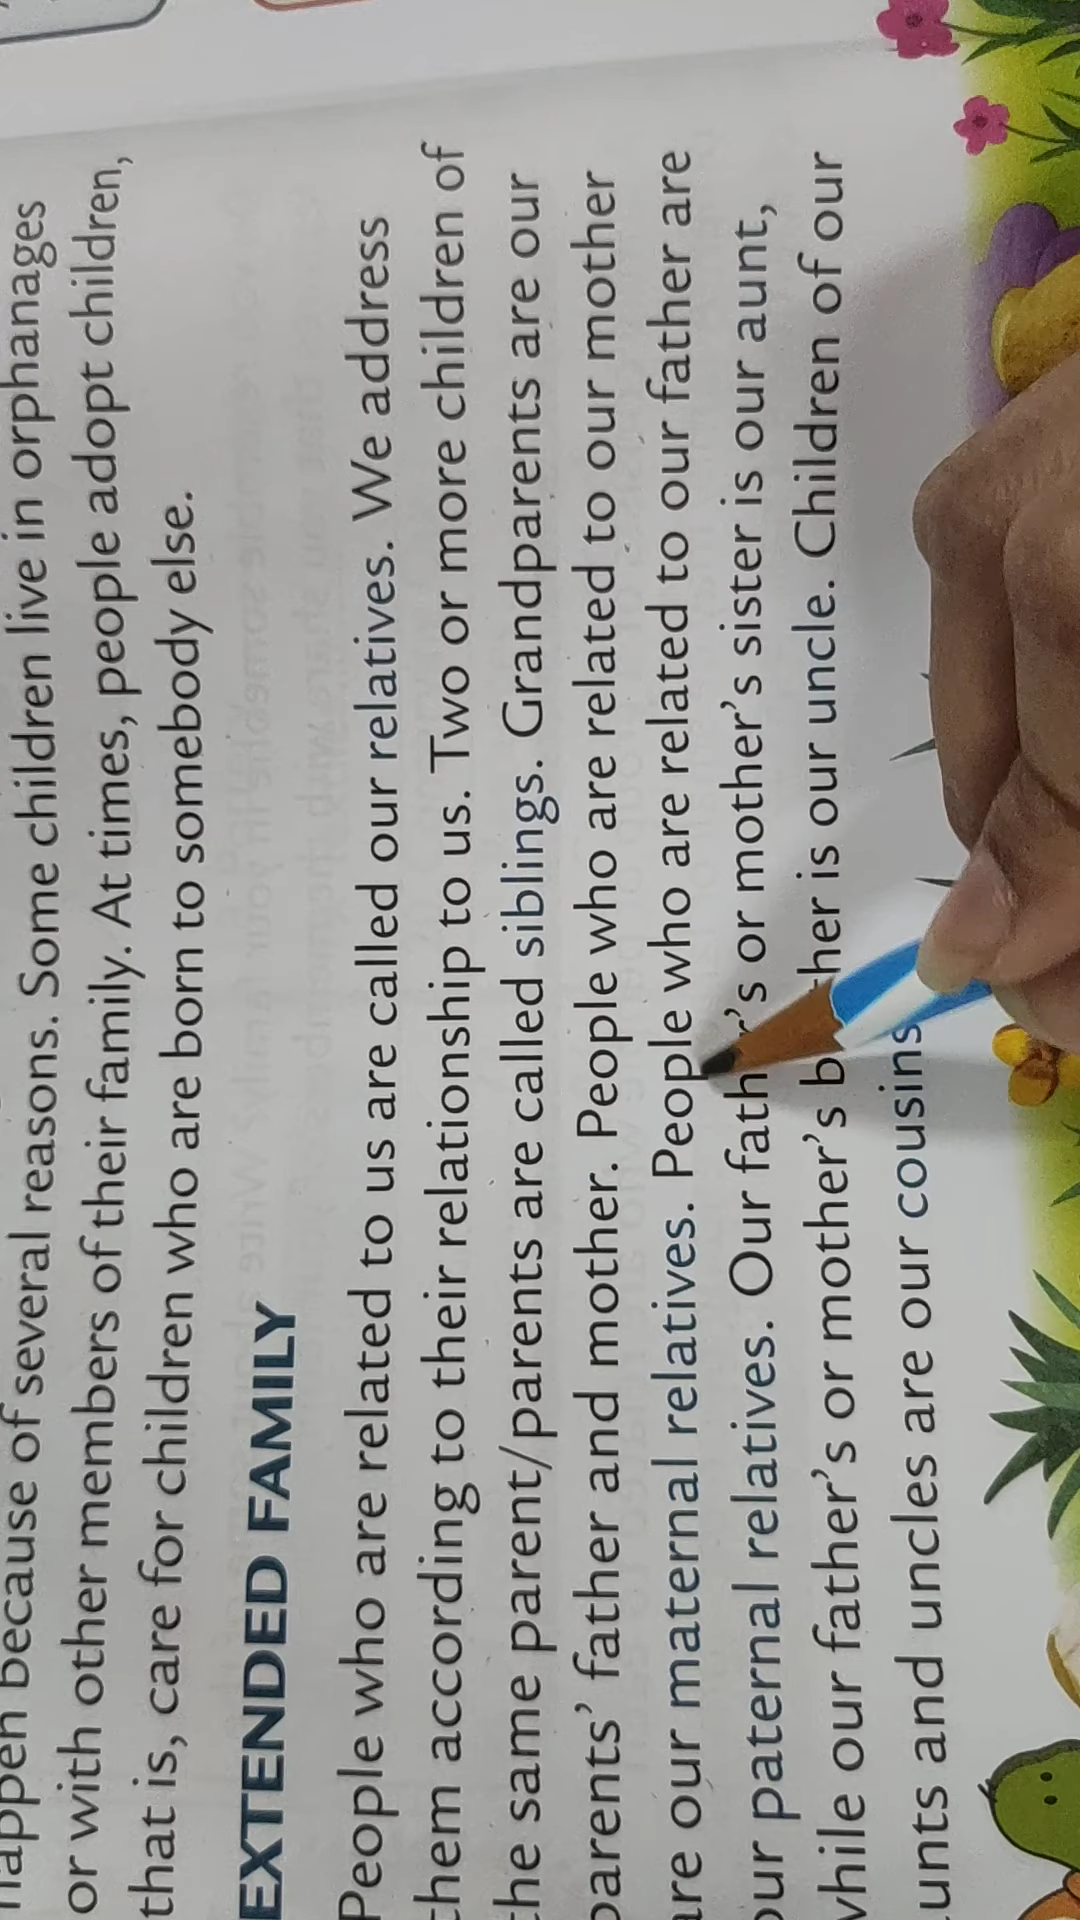 happen because of several reasons. Some children live in orphanages
or with other members of their family. At times, people adopt children,
that is, care for children who are born to somebody else.
EXTENDED FAMILY
People who are related to us are called our relatives. We address
them according to their relationship to us. Two or more children of
the same parent/parents are called siblings. Grandparents are our
parents' father and mother. People who are related to our mother
are our maternal relatives. People who are related to our father are
our paternal relatives. Our father's or mother's sister is our aunt,
while our father's or mother's brother is our uncle. Children of our
aunts and uncles are our cousins